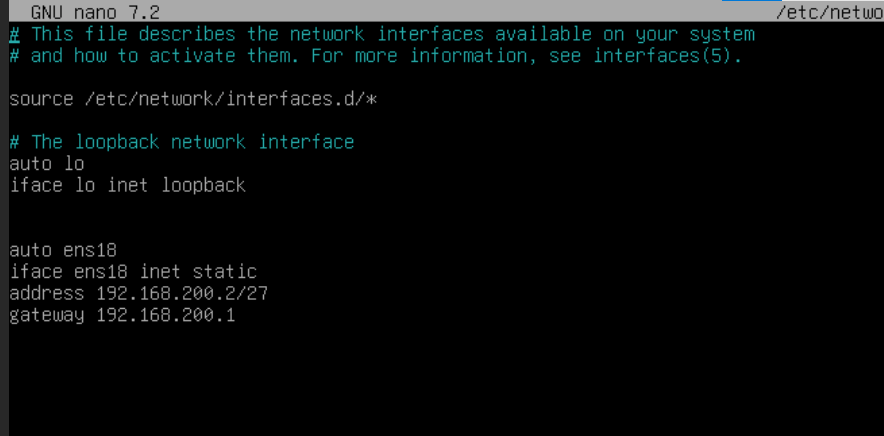 GNU nano 7.2 /etc/netwo
# This file describes the network interfaces available on your system
# and how to activate them. For more information, see interfaces(5).
source /etc/network/interfaces.d/*
# The loopback network interface
auto lo
iface lo inet loopback
auto ens18
iface ens18 inet static
address 192.168.200.2/27
gateway 192.168.200.1